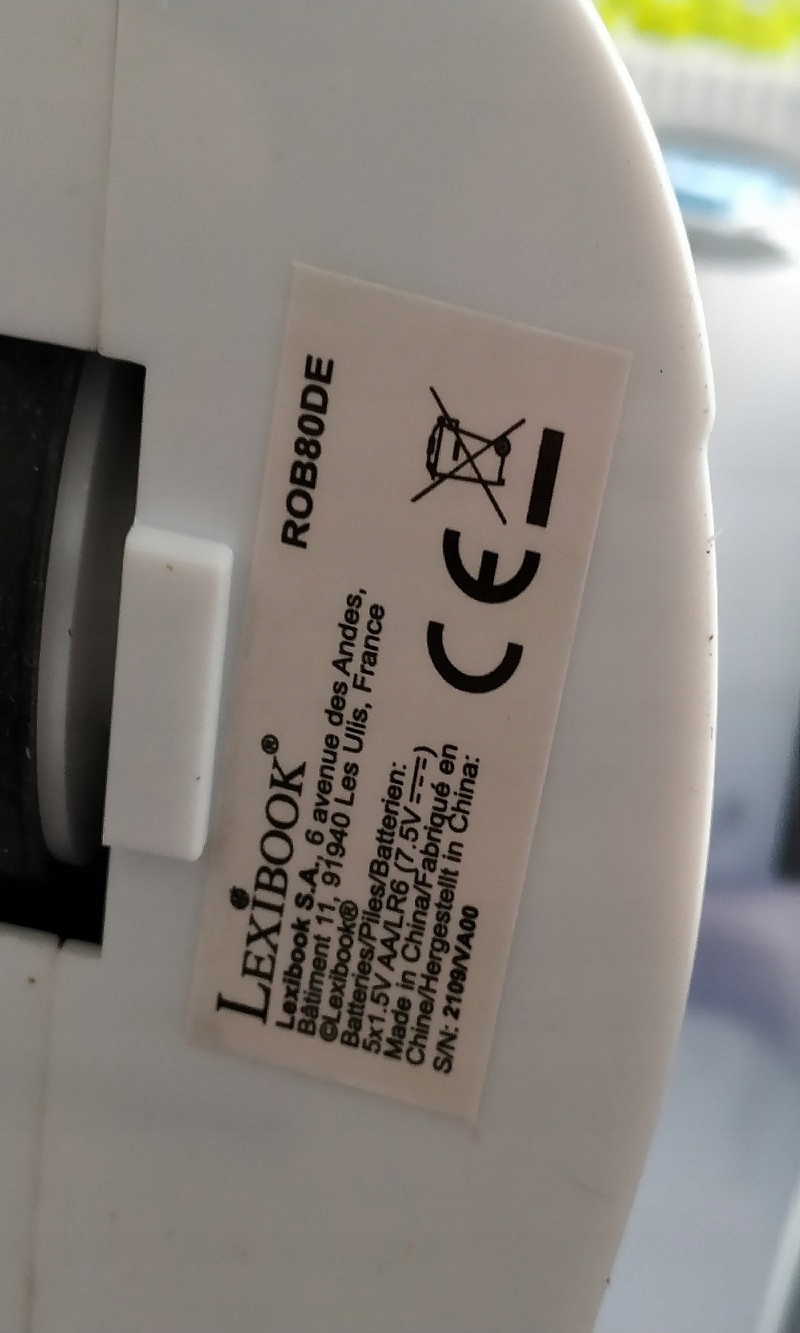 LEXIBOOK®
ROB80DE
Lexibook S.A., 6 avenue des Andes,
Bâtiment 11, 91940 Les Ulis, France
©Lexibook®
Batteries/Piles/Batterien:
5x1.5V AA/LR6 (7.5V⎓)
Made in China/Fabriqué en
Chine/Hergestellt in China:
S/N: 2109/VA00
CE